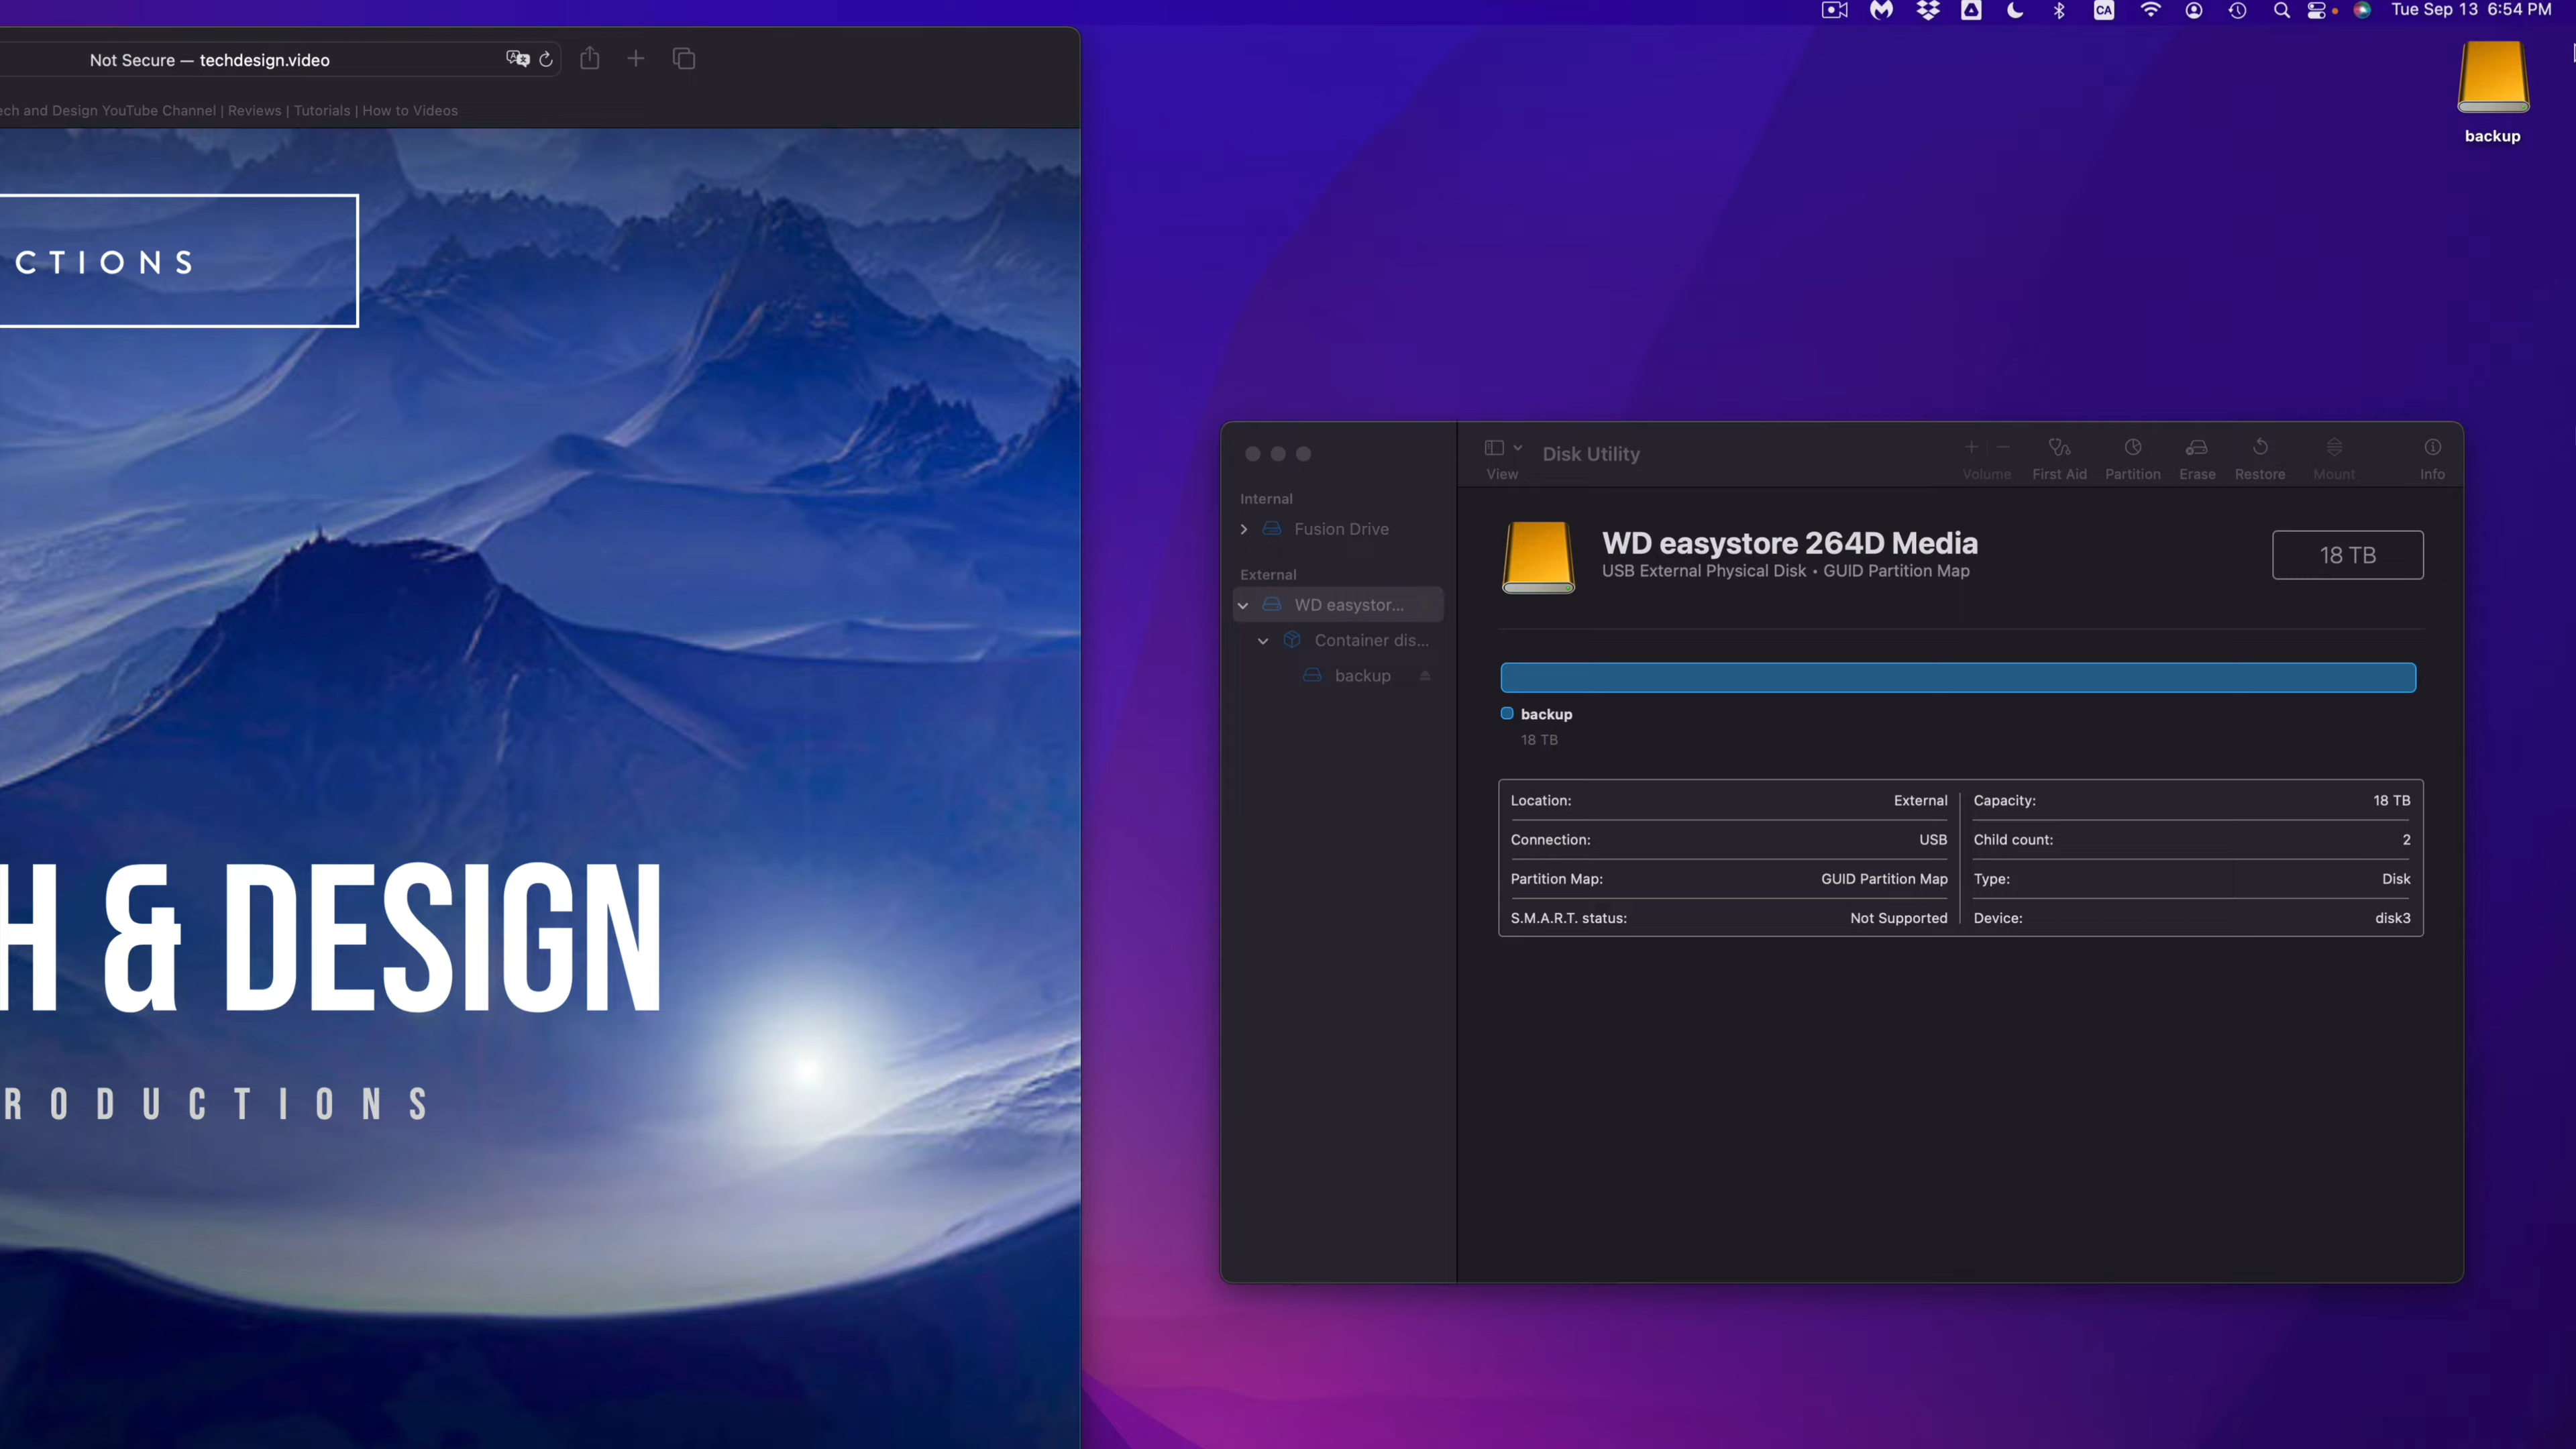 Tue Sep 13 6:54 PM
Not Secure — techdesign.video
ech and Design YouTube Channel | Reviews | Tutorials | How to Videos
CTIONS
H & DESIGN
RODUCTIONS
backup
Disk Utility
View
Volume
First Aid
Partition
Erase
Restore
Mount
Info
Internal
Fusion Drive
External
WD easystor...
Container dis...
backup
WD easystore 264D Media
USB External Physical Disk • GUID Partition Map
18 TB
backup
18 TB
Location: External
Capacity: 18 TB
Connection: USB
Child count: 2
Partition Map: GUID Partition Map
Type: Disk
S.M.A.R.T. status: Not Supported
Device: disk3
CA